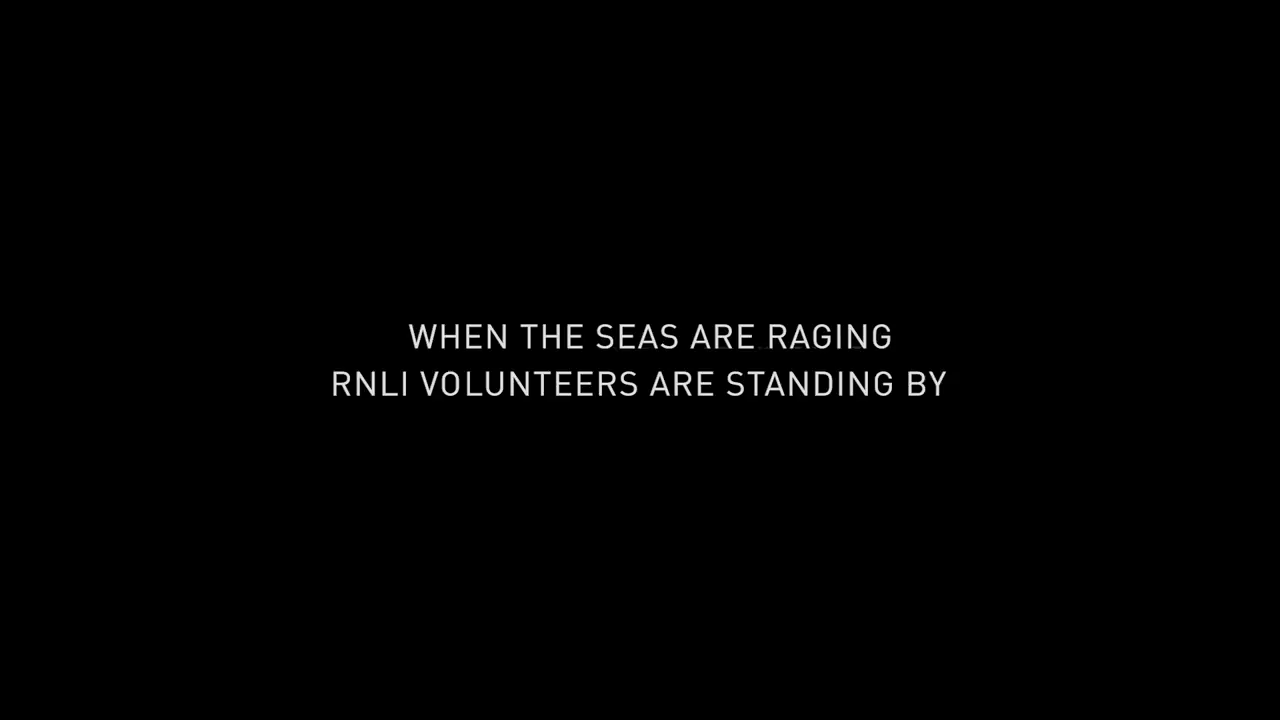 WHEN THE SEAS ARE RAGING
RNLI VOLUNTEERS ARE STANDING BY